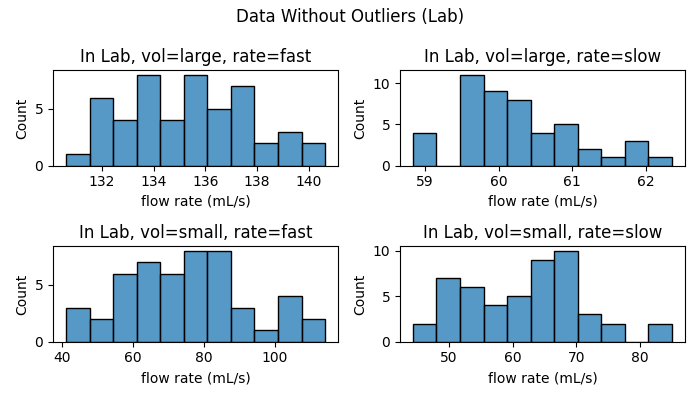 Data Without Outliers (Lab)
In Lab, vol=large, rate=fast
Count
5
0
132 134 136 138 140
flow rate (mL/s)
In Lab, vol=large, rate=slow
Count
10
5
0
59 60 61 62
flow rate (mL/s)
In Lab, vol=small, rate=fast
Count
5
0
40 60 80 100
flow rate (mL/s)
In Lab, vol=small, rate=slow
Count
10
5
0
50 60 70 80
flow rate (mL/s)